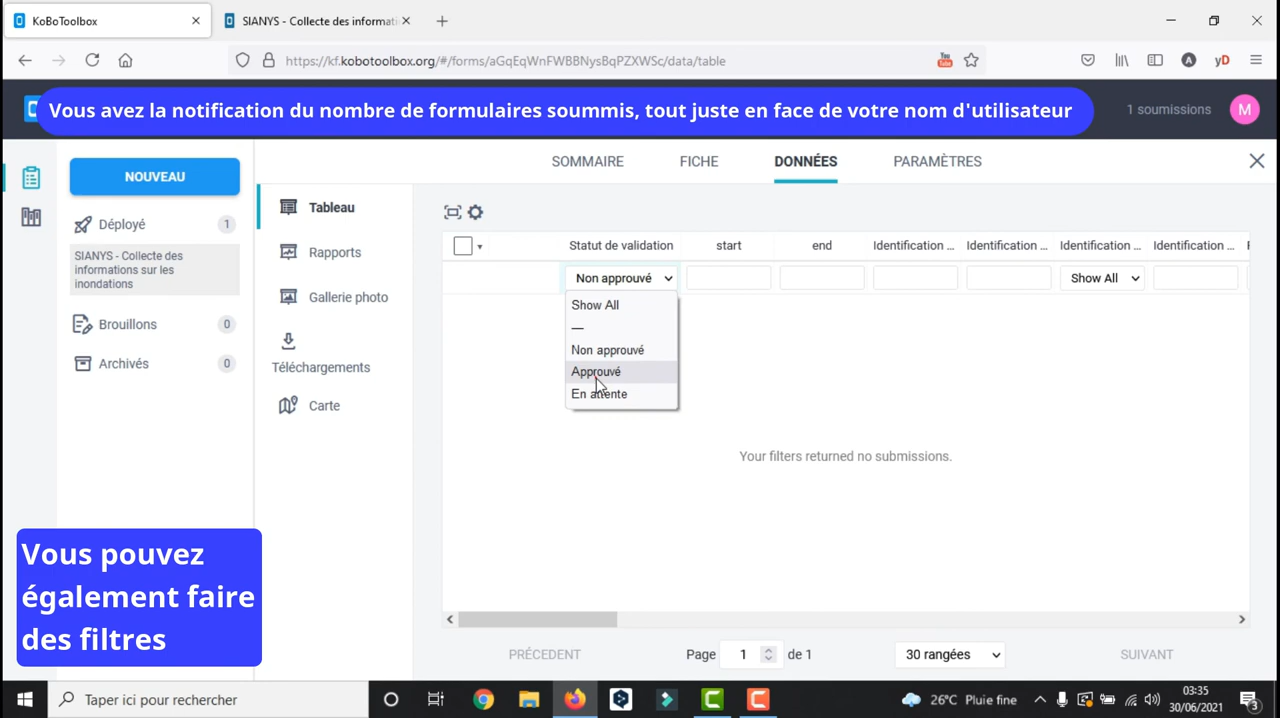 KoBoToolbox
SIANYS - Collecte des informati
https://kf.kobotoolbox.org/#/forms/aGqEqWnFWBBNysBqPZXWSc/data/table
You
Tube
A
yD
Vous avez la notification du nombre de formulaires soummis, tout juste en face de votre nom d'utilisateur
1 soumissions
M
NOUVEAU
Déployé 1
SIANYS - Collecte des
informations sur les
inondations
Brouillons 0
Archivés 0
Tableau
Rapports
Gallerie photo
Téléchargements
Carte
SOMMAIRE FICHE DONNÉES PARAMÈTRES
Statut de validation start end Identification ... Identification ... Identification ... Identification ...
Non approuvé Show All
Show All
—
Non approuvé
Approuvé
En attente
Your filters returned no submissions.
Vous pouvez
également faire
des filtres
PRÉCEDENT Page 1 de 1 30 rangées SUIVANT
Taper ici pour rechercher
26°C Pluie fine
03:35
30/06/2021
3